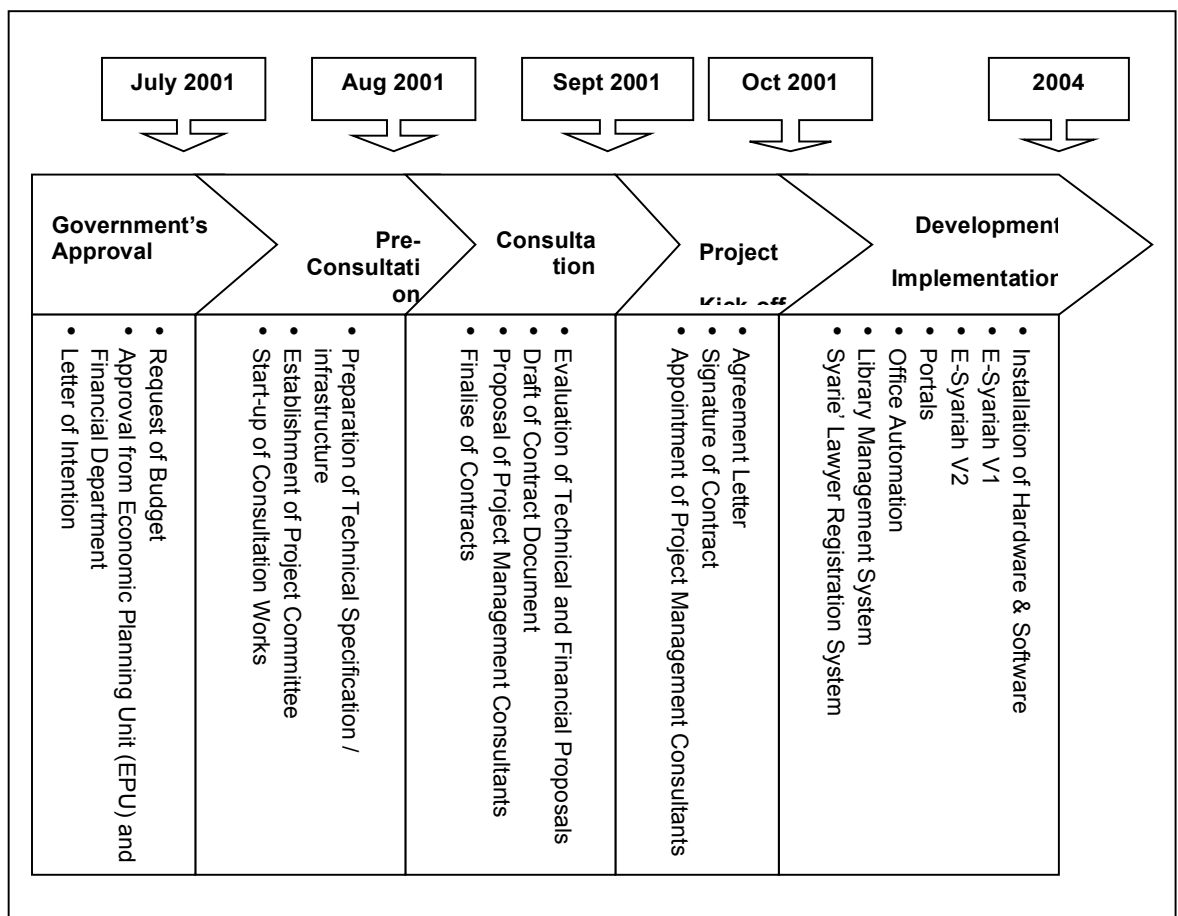 July 2001
Aug 2001
Sept 2001
Oct 2001
2004
Government's
Approval
Pre-
Consultati
on
Consulta
tion
Project
Kick-off
Development
Implementation
• Request of Budget
• Approval from Economic Planning Unit (EPU) and
Financial Department
• Letter of Intention
• Preparation of Technical Specification /
infrastructure
• Establishment of Project Committee
• Start-up of Consultation Works
• Evaluation of Technical and Financial Proposals
• Draft of Contract Document
• Proposal of Project Management Consultants
• Finalise of Contracts
• Agreement Letter
• Signature of Contract
• Appointment of Project Management Consultants
• Installation of Hardware & Software
• E-Syariah V1
• E-Syariah V2
• Portals
• Office Automation
• Library Management System
• Syarie' Lawyer Registration System